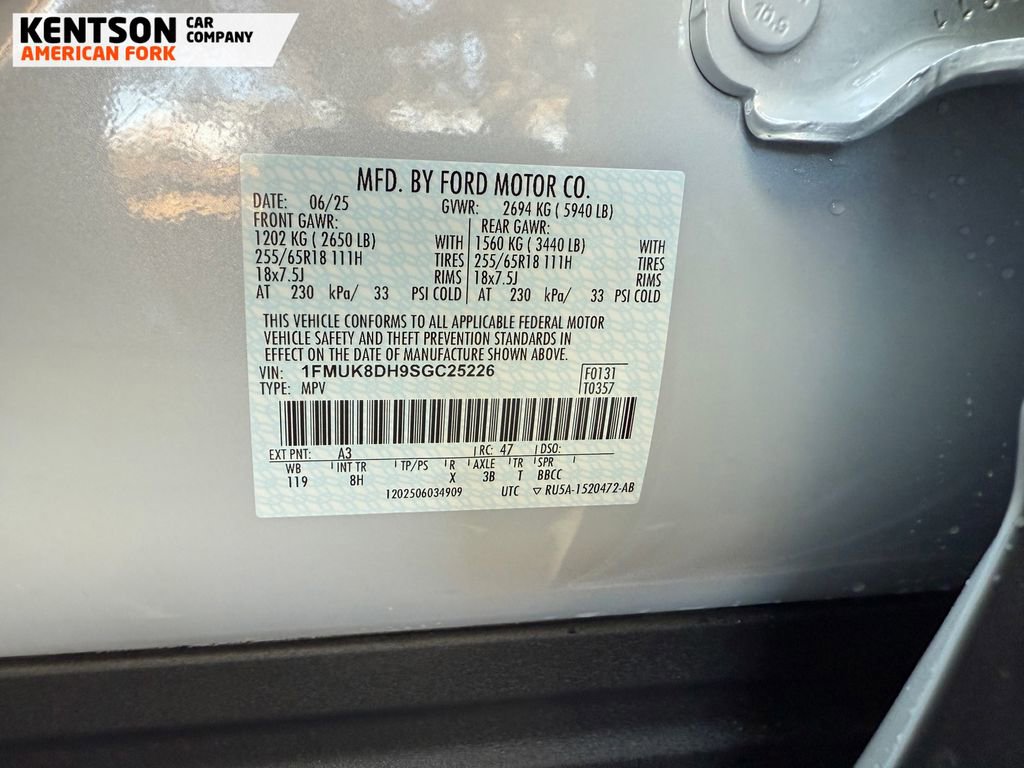 KENTSON CAR COMPANY
AMERICAN FORK
10.9
MFD. BY FORD MOTOR CO.
DATE: 06/25 GVWR: 2694 KG ( 5940 LB)
FRONT GAWR: REAR GAWR:
1202 KG ( 2650 LB) WITH 1560 KG ( 3440 LB) WITH
255/65R18 111H TIRES 255/65R18 111H TIRES
18x7.5J RIMS 18x7.5J RIMS
AT 230 kPa/ 33 PSI COLD AT 230 kPa/ 33 PSI COLD
THIS VEHICLE CONFORMS TO ALL APPLICABLE FEDERAL MOTOR
VEHICLE SAFETY AND THEFT PREVENTION STANDARDS IN
EFFECT ON THE DATE OF MANUFACTURE SHOWN ABOVE.
VIN: 1FMUK8DH9SGC25226 F0131
TYPE: MPV T0357
EXT PNT: A3 RC: 47 DSO:
WB INT TR TP/PS R AXLE TR SPR
119 8H X 3B T BBCC
1202506034909 UTC ▽ RU5A-1520472-AB